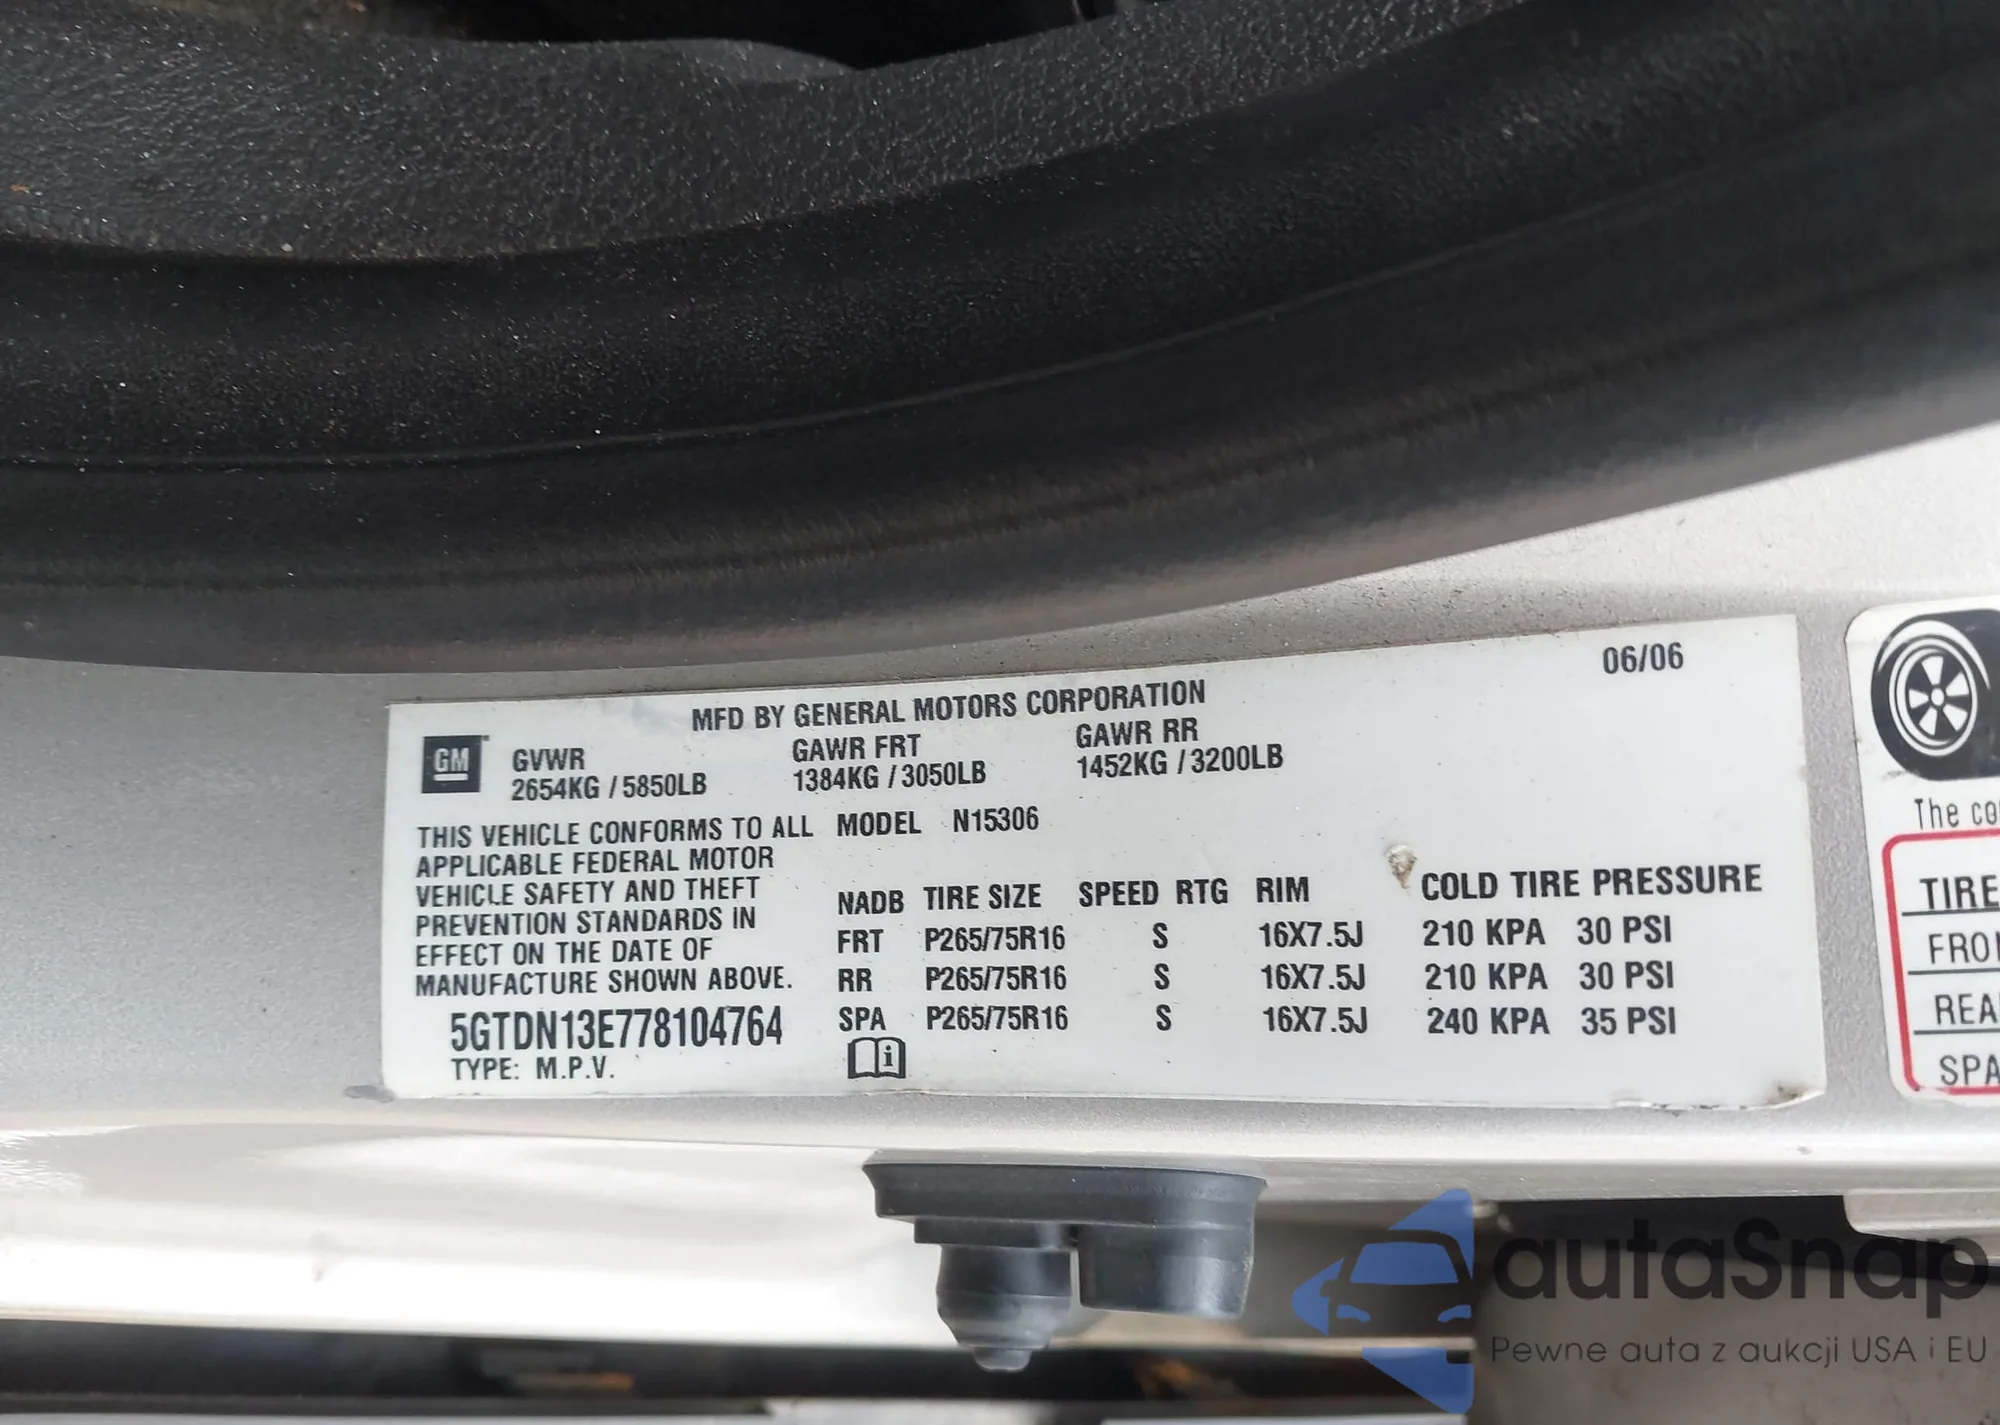 06/06
MFD BY GENERAL MOTORS CORPORATION
GM
GVWR GAWR FRT GAWR RR
2654KG / 5850LB 1384KG / 3050LB 1452KG / 3200LB
THIS VEHICLE CONFORMS TO ALL MODEL N15306
APPLICABLE FEDERAL MOTOR
VEHICLE SAFETY AND THEFT
PREVENTION STANDARDS IN
EFFECT ON THE DATE OF
MANUFACTURE SHOWN ABOVE.
NADB TIRE SIZE SPEED RTG RIM COLD TIRE PRESSURE
FRT P265/75R16 S 16X7.5J 210 KPA 30 PSI
RR P265/75R16 S 16X7.5J 210 KPA 30 PSI
SPA P265/75R16 S 16X7.5J 240 KPA 35 PSI
5GTDN13E778104764
TYPE: M.P.V.
i
The
TIRE
autaSnap
Pewne auta z aukcji USA i EU